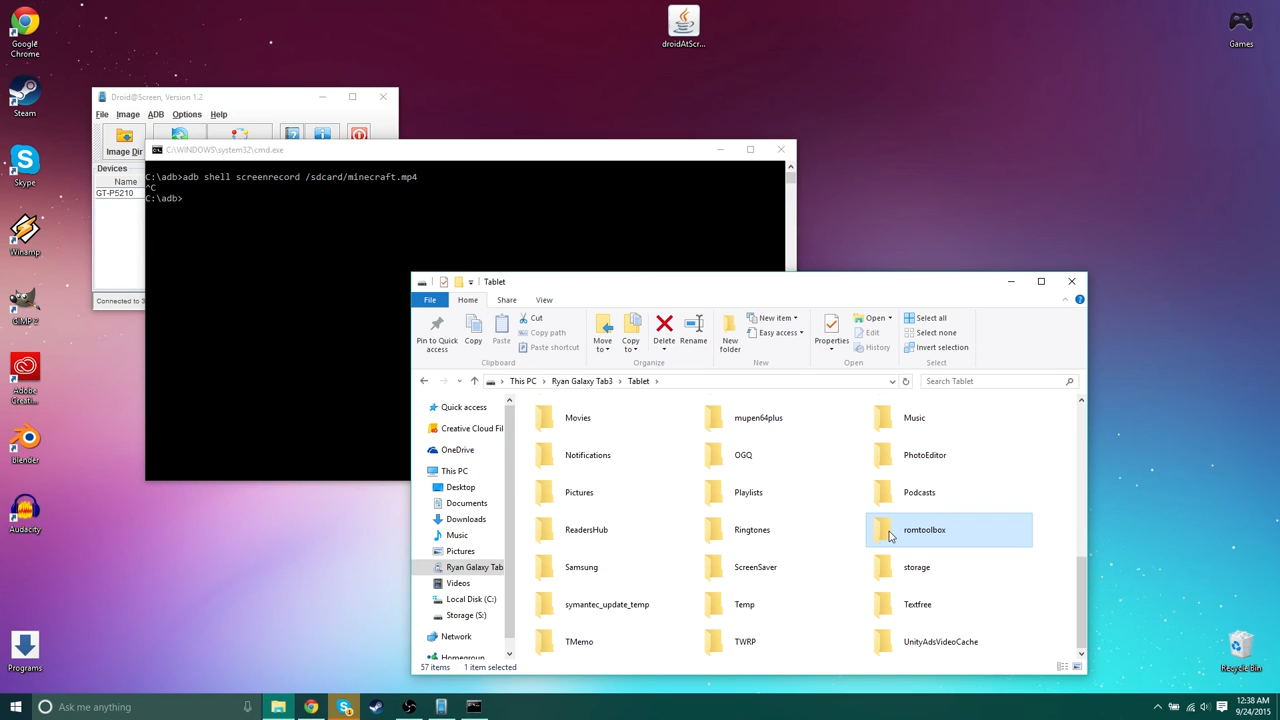 droidAtScr...
Games
Google
Chrome
Steam
Skype
Winamp
Adobe
Creati...
Blender
Audacity
Programs
Recycle Bin
Droid@Screen, Version 1.2
File Image ADB Options Help
Image Dir
Devices
Name
GT-P5210
Connected to 3
C:\WINDOWS\system32\cmd.exe
C:\adb>adb shell screenrecord /sdcard/minecraft.mp4
^C
C:\adb>
Tablet
File Home Share View
Pin to Quick
access
Copy
Paste
Cut
Copy path
Paste shortcut
Clipboard
Move
to
Copy
to
Delete
Rename
Organize
New
folder
New item
Easy access
New
Properties
Open
Edit
History
Open
Select all
Select none
Invert selection
Select
This PC > Ryan Galaxy Tab3 > Tablet >
Search Tablet
Quick access
Creative Cloud Fil
OneDrive
This PC
Desktop
Documents
Downloads
Music
Pictures
Ryan Galaxy Tab
Videos
Local Disk (C:)
Storage (S:)
Network
Homegroup
Movies mupen64plus Music
Notifications OGQ PhotoEditor
Pictures Playlists Podcasts
ReadersHub Ringtones romtoolbox
Samsung ScreenSaver storage
symantec_update_temp Temp Textfree
TMemo TWRP UnityAdsVideoCache
57 items 1 item selected
Ask me anything
12:38 AM
9/24/2015